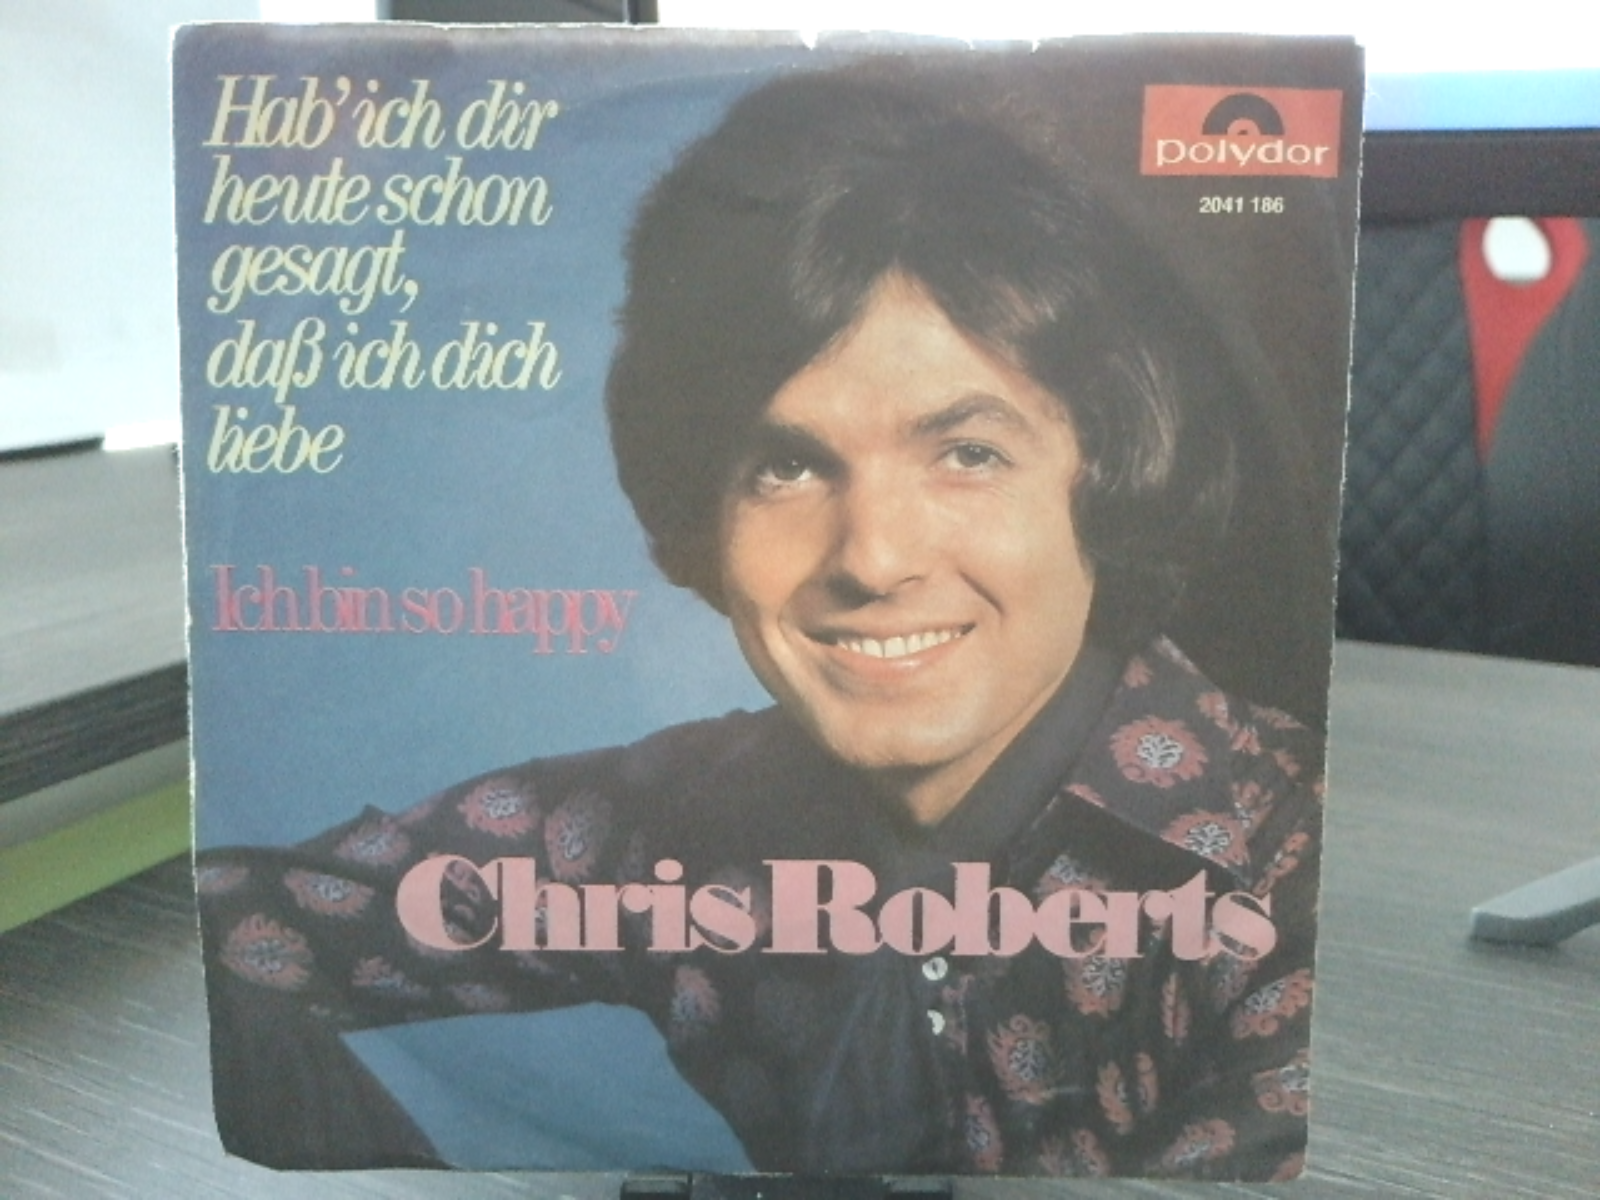 Hab' ich dir
heute schon
gesagt,
daß ich dich
liebe
Ich bin so happy
polydor
2041 186
Chris Roberts